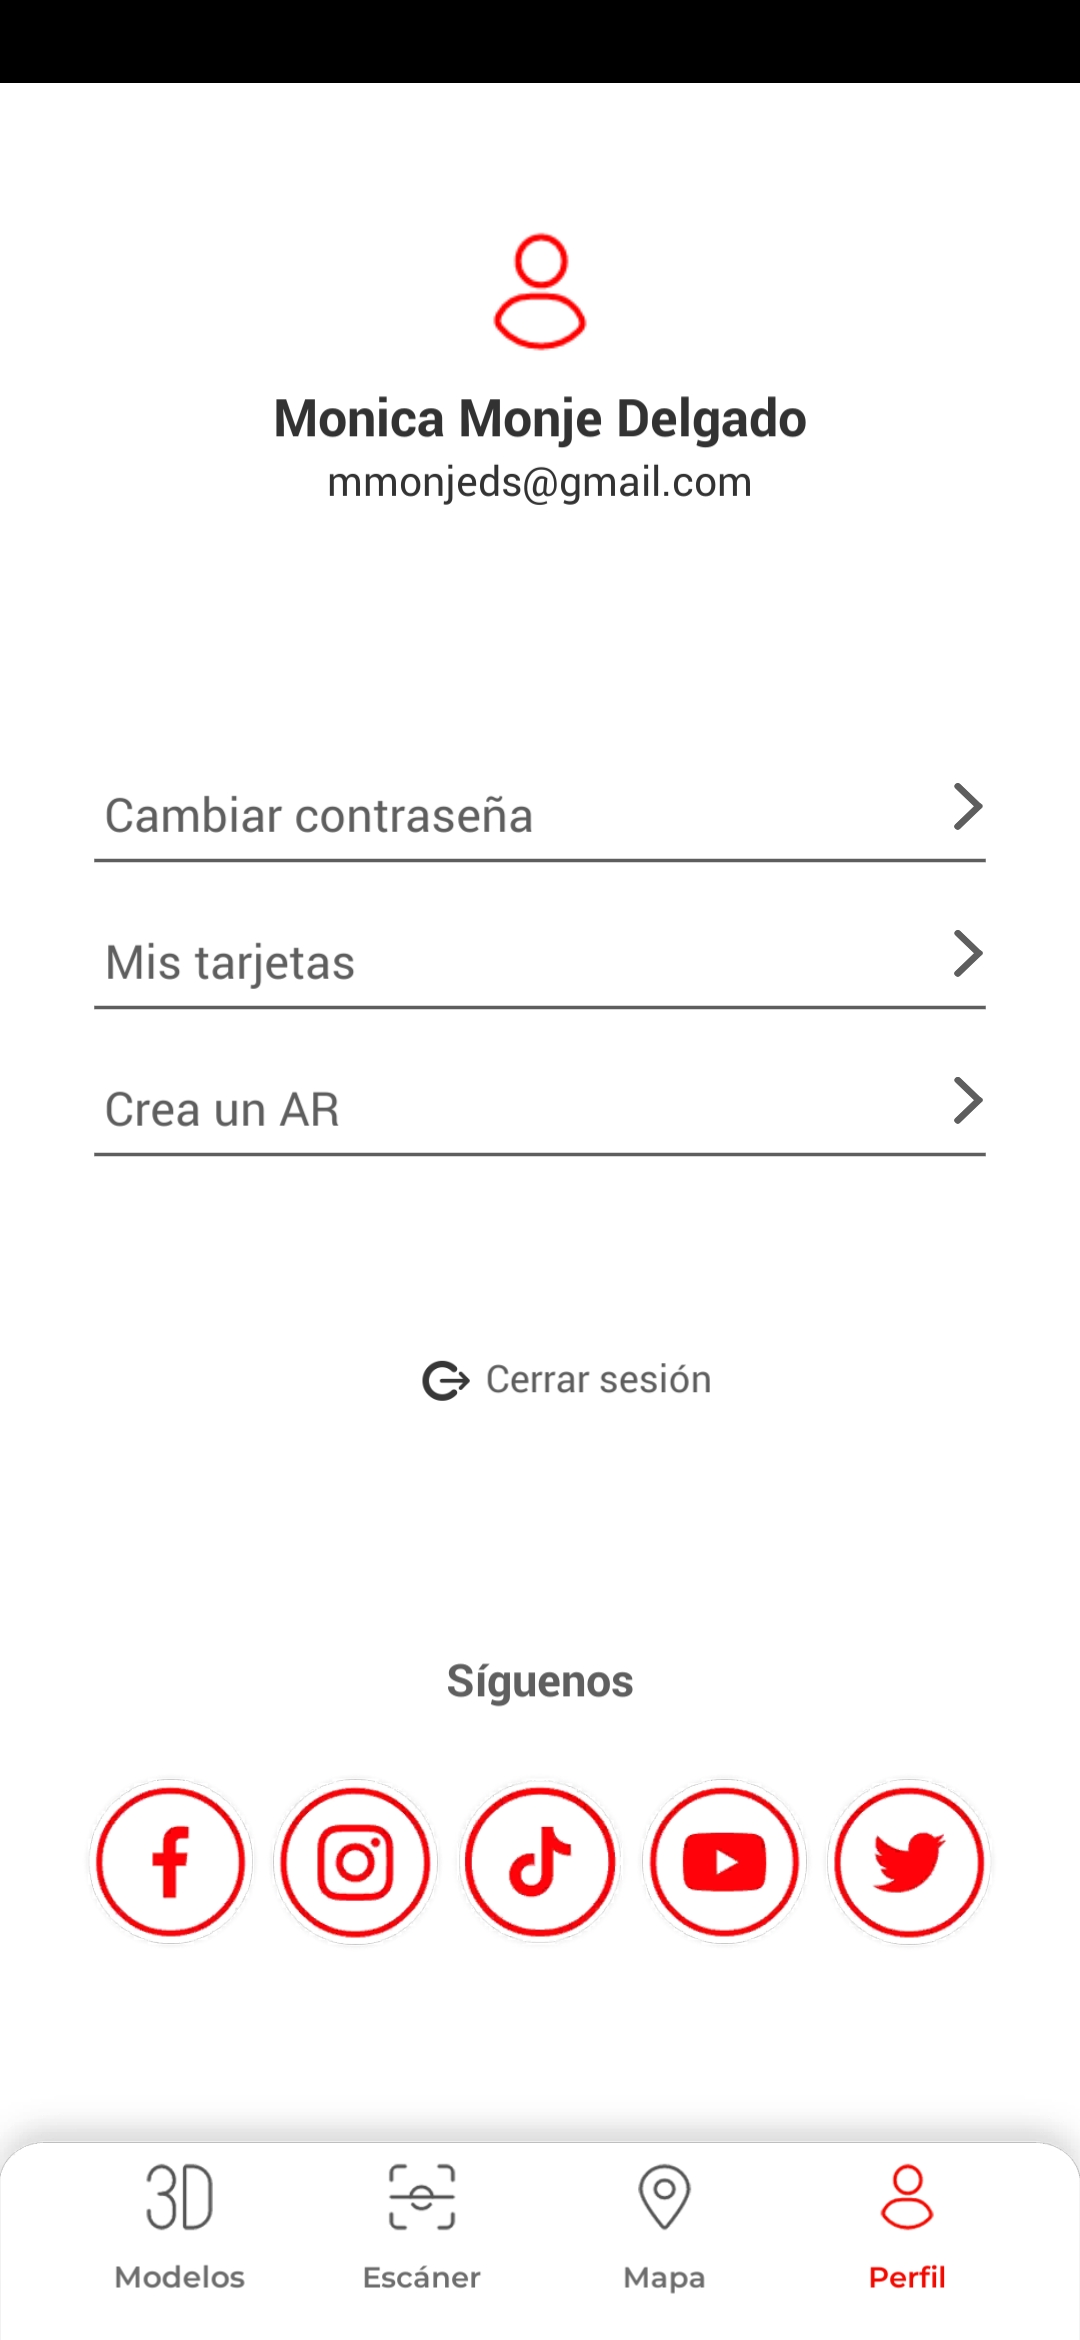 Monica Monje Delgado
mmonjeds@gmail.com
Cambiar contraseña
Mis tarjetas
Crea un AR
Cerrar sesión
Síguenos
3D
Modelos
Escáner
Mapa
Perfil